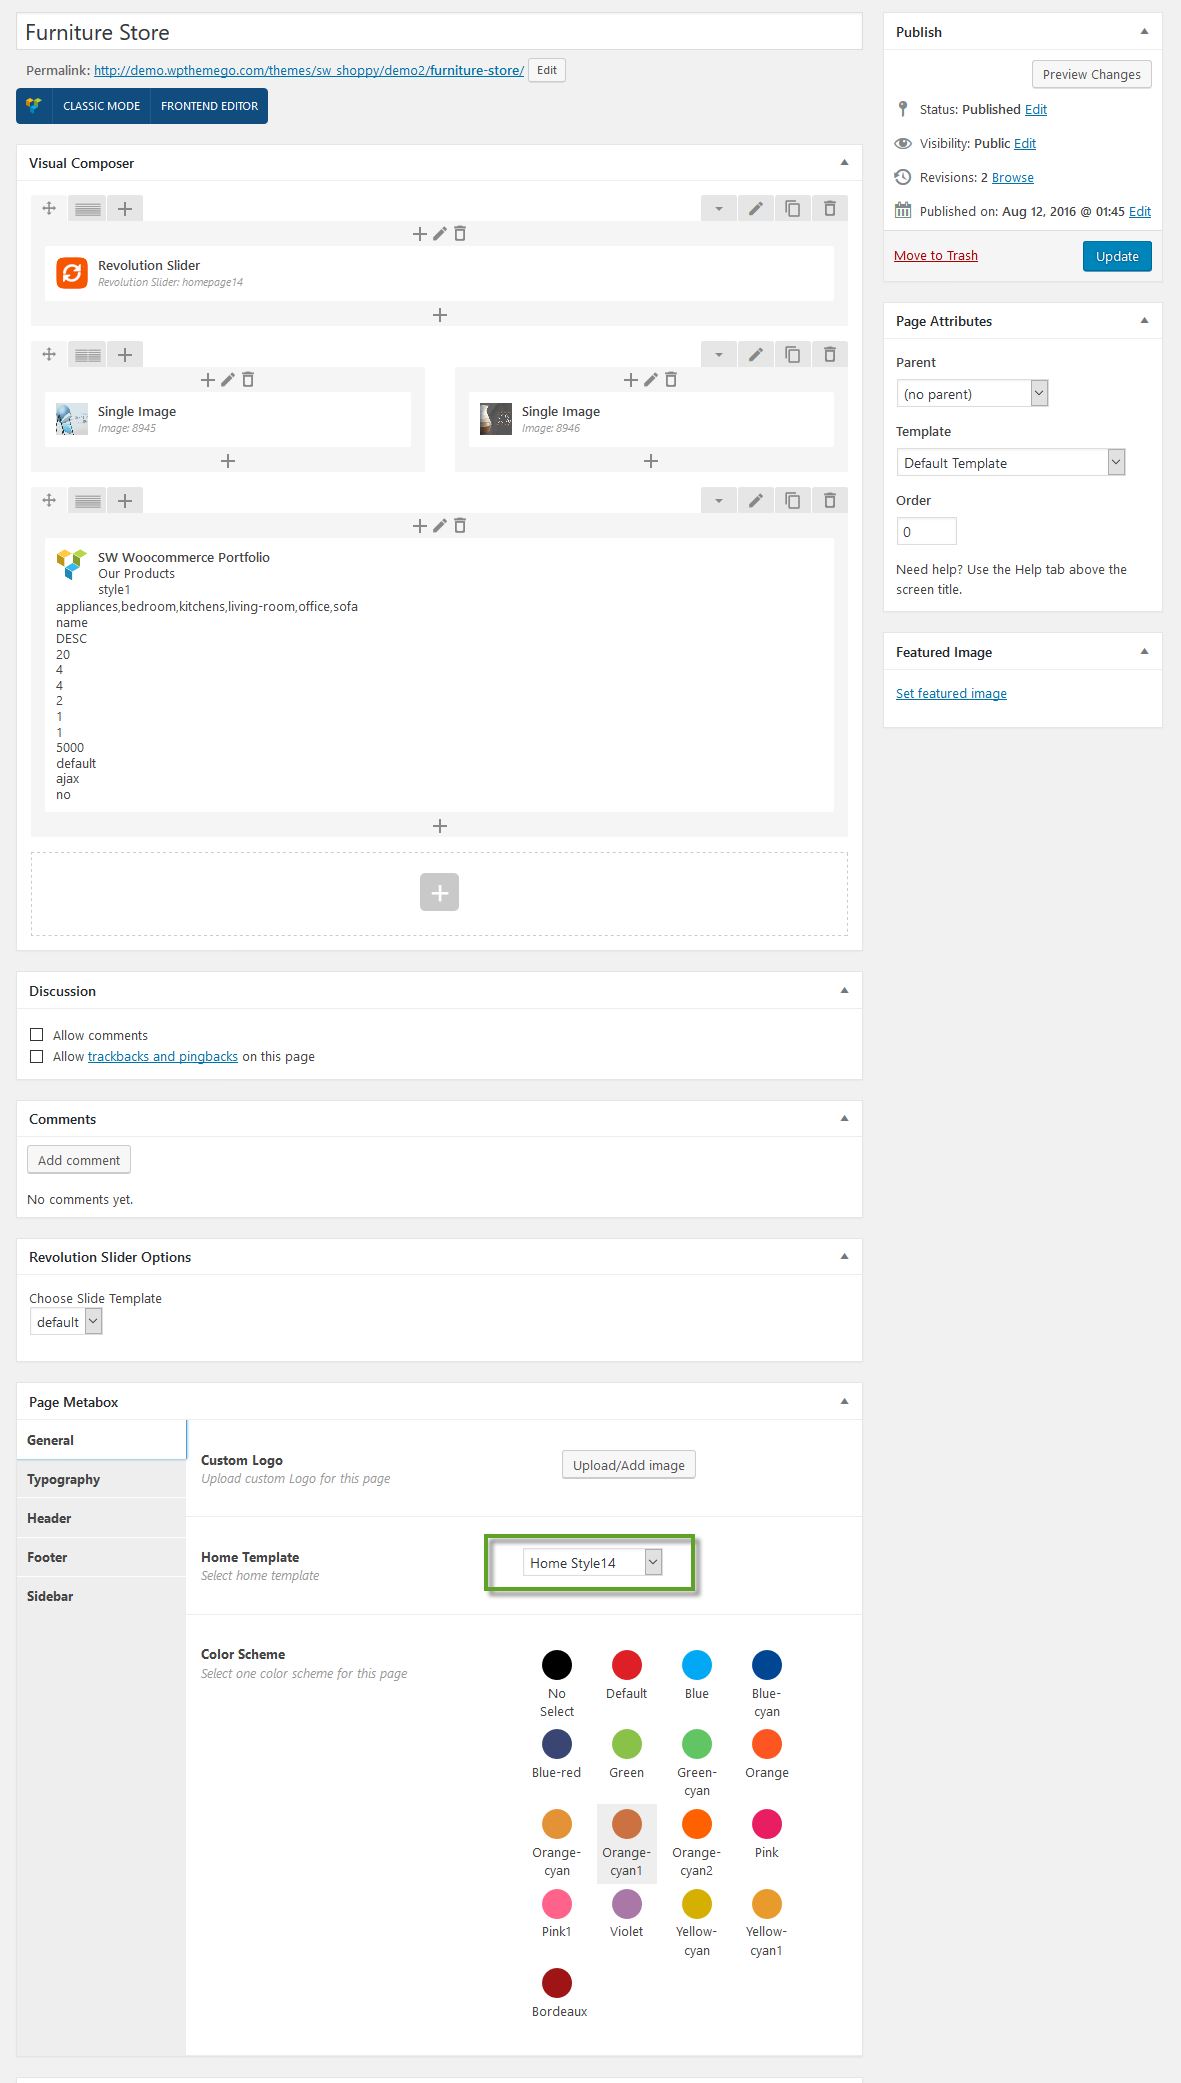 Furniture Store
Permalink: http://demo.wpthemego.com/themes/sw_shoppy/demo2/furniture-store/ Edit
CLASSIC MODE FRONTEND EDITOR
Visual Composer
Revolution Slider
Revolution Slider: homepage14
Single Image
Image: 8945
Single Image
Image: 8946
SW Woocommerce Portfolio
Our Products
style1
appliances,bedroom,kitchens,living-room,office,sofa
name
DESC
20
4
4
2
1
1
5000
default
ajax
no
Discussion
Allow comments
Allow trackbacks and pingbacks on this page
Comments
Add comment
No comments yet.
Revolution Slider Options
Choose Slide Template
default
Page Metabox
General
Typography
Header
Footer
Sidebar
Custom Logo
Upload custom Logo for this page
Upload/Add image
Home Template
Select home template
Home Style14
Color Scheme
Select one color scheme for this page
No Select
Default
Blue
Blue-cyan
Blue-red
Green
Green-cyan
Orange
Orange-cyan
Orange-cyan1
Orange-cyan2
Pink
Pink1
Violet
Yellow-cyan
Yellow-cyan1
Bordeaux
Publish
Preview Changes
Status: Published Edit
Visibility: Public Edit
Revisions: 2 Browse
Published on: Aug 12, 2016 @ 01:45 Edit
Move to Trash
Update
Page Attributes
Parent
(no parent)
Template
Default Template
Order
0
Need help? Use the Help tab above the
screen title.
Featured Image
Set featured image